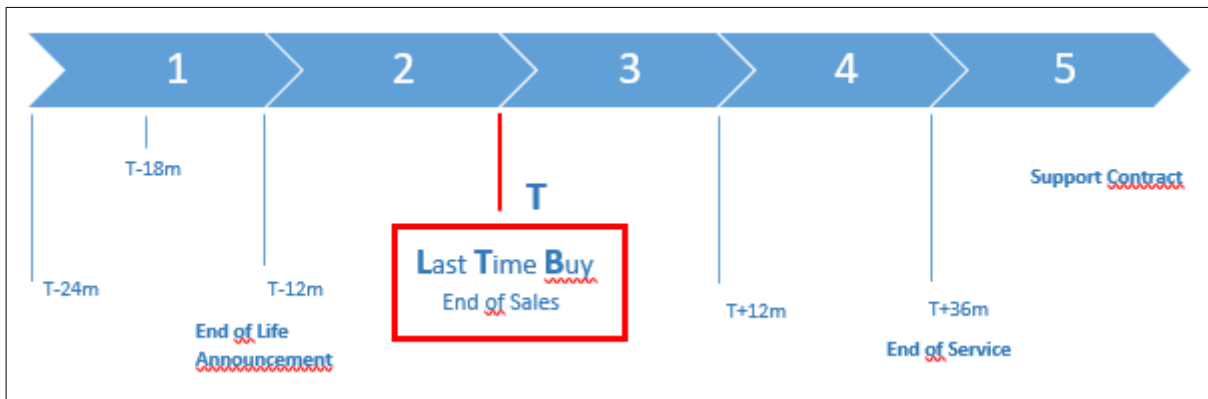 1 2 3 4 5
T-18m
Support Contract
T
Last Time Buy
End of Sales
T-24m
T-12m
T+12m
T+36m
End of Life
Announcement
End of Service